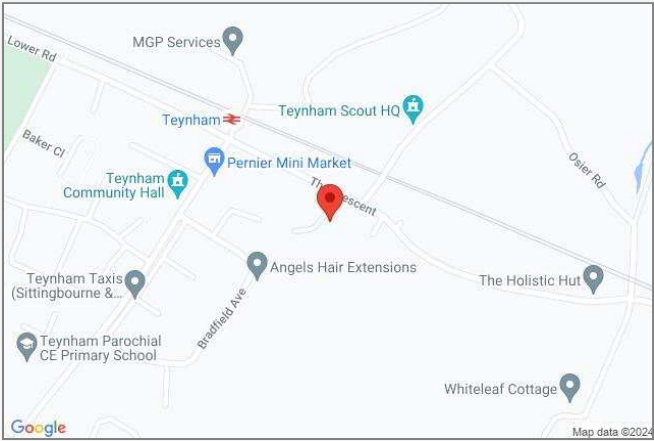 Lower Rd
MGP Services
Teynham Scout HQ
Teynham
Baker Cl
Pernier Mini Market
Osier Rd
Teynham
Community Hall
The Crescent
Angels Hair Extensions
Teynham Taxis
(Sittingbourne &...
The Holistic Hut
Bradfield Ave
Teynham Parochial
CE Primary School
Whiteleaf Cottage
Google
Map data ©2024